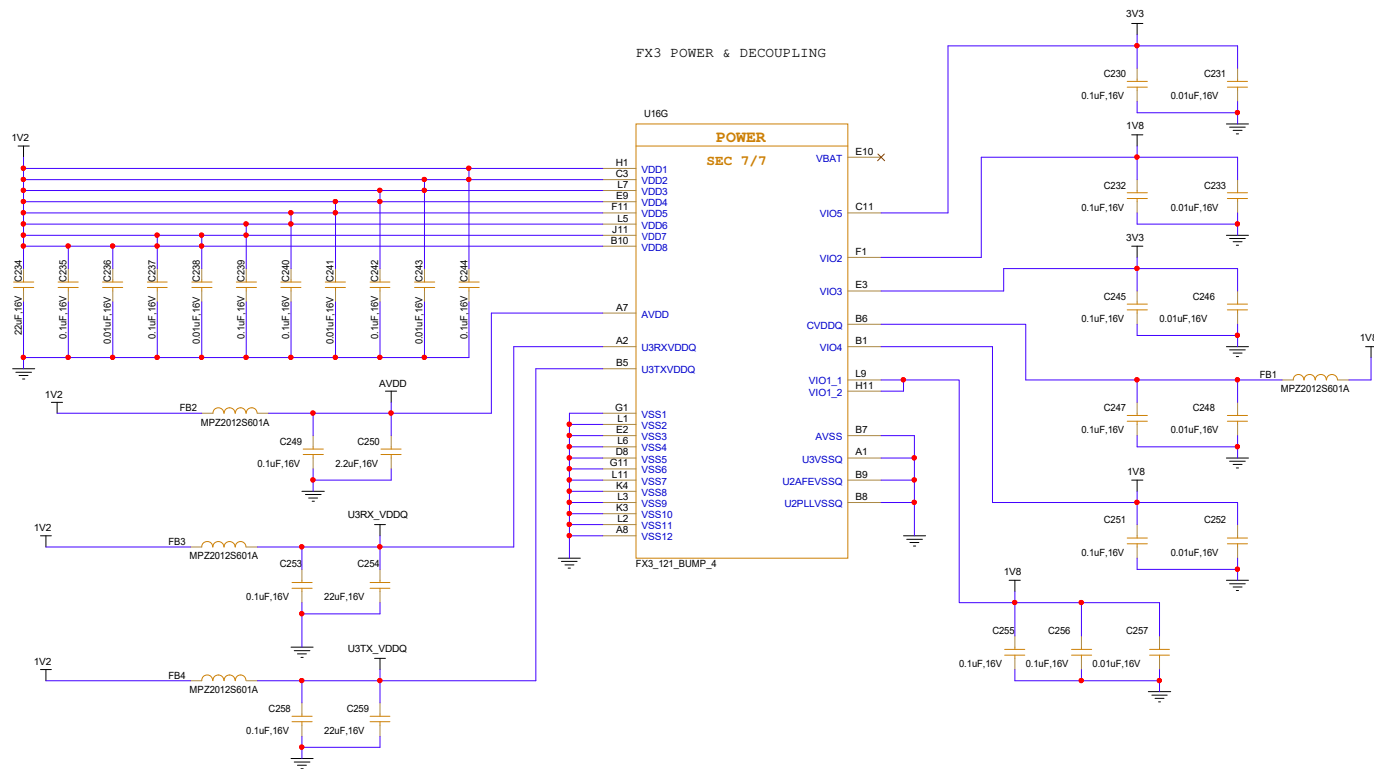 FX3 POWER & DECOUPLING
3V3
C230
0.1uF,16V
C231
0.01uF,16V
U16G
POWER
SEC 7/7
1V2
H1 VDD1
C3 VDD2
L7 VDD3
E9 VDD4
F11 VDD5
L5 VDD6
J11 VDD7
B10 VDD8
VBAT E10
VIO5 C11
VIO2 F1
VIO3 E3
CVDDQ B6
VIO4 B1
VIO1_1 L9
VIO1_2 H11
AVSS B7
U3VSSQ A1
U2AFEVSSQ B9
U2PLLVSSQ B8
A7 AVDD
A2 U3RXVDDQ
B5 U3TXVDDQ
G1 VSS1
L1 VSS2
E2 VSS3
L6 VSS4
D8 VSS5
G11 VSS6
L11 VSS7
K4 VSS8
L3 VSS9
K3 VSS10
L2 VSS11
A8 VSS12
FX3_121_BUMP_4
C234
22uF,16V
C235
0.1uF,16V
C236
0.01uF,16V
C237
0.1uF,16V
C238
0.01uF,16V
C239
0.1uF,16V
C240
0.1uF,16V
C241
0.01uF,16V
C242
0.1uF,16V
C243
0.01uF,16V
C244
0.1uF,16V
1V8
C232
0.1uF,16V
C233
0.01uF,16V
3V3
C245
0.1uF,16V
C246
0.01uF,16V
1V8
FB1
MPZ2012S601A
C247
0.1uF,16V
C248
0.01uF,16V
1V8
C251
0.1uF,16V
C252
0.01uF,16V
1V8
C255
0.1uF,16V
C256
0.1uF,16V
C257
0.01uF,16V
1V2
FB2
MPZ2012S601A
AVDD
C249
0.1uF,16V
C250
2.2uF,16V
1V2
FB3
MPZ2012S601A
U3RX_VDDQ
C253
0.1uF,16V
C254
22uF,16V
1V2
FB4
MPZ2012S601A
U3TX_VDDQ
C258
0.1uF,16V
C259
22uF,16V